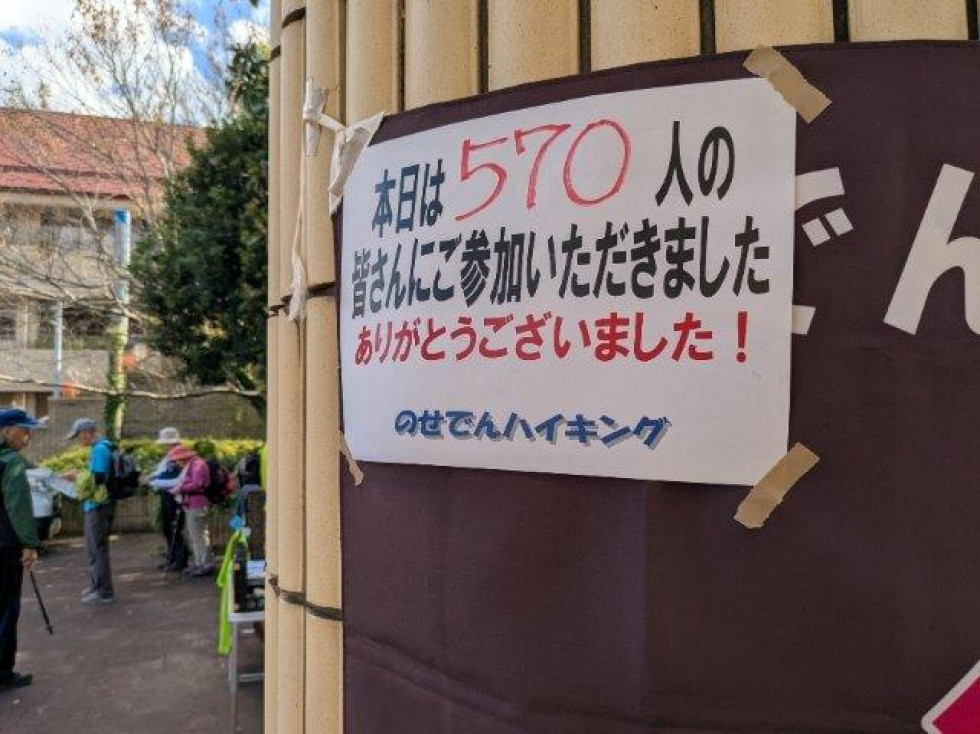 本日は570人の
皆さんにご参加いただきました
ありがとうございました！
のせでんハイキング
でん